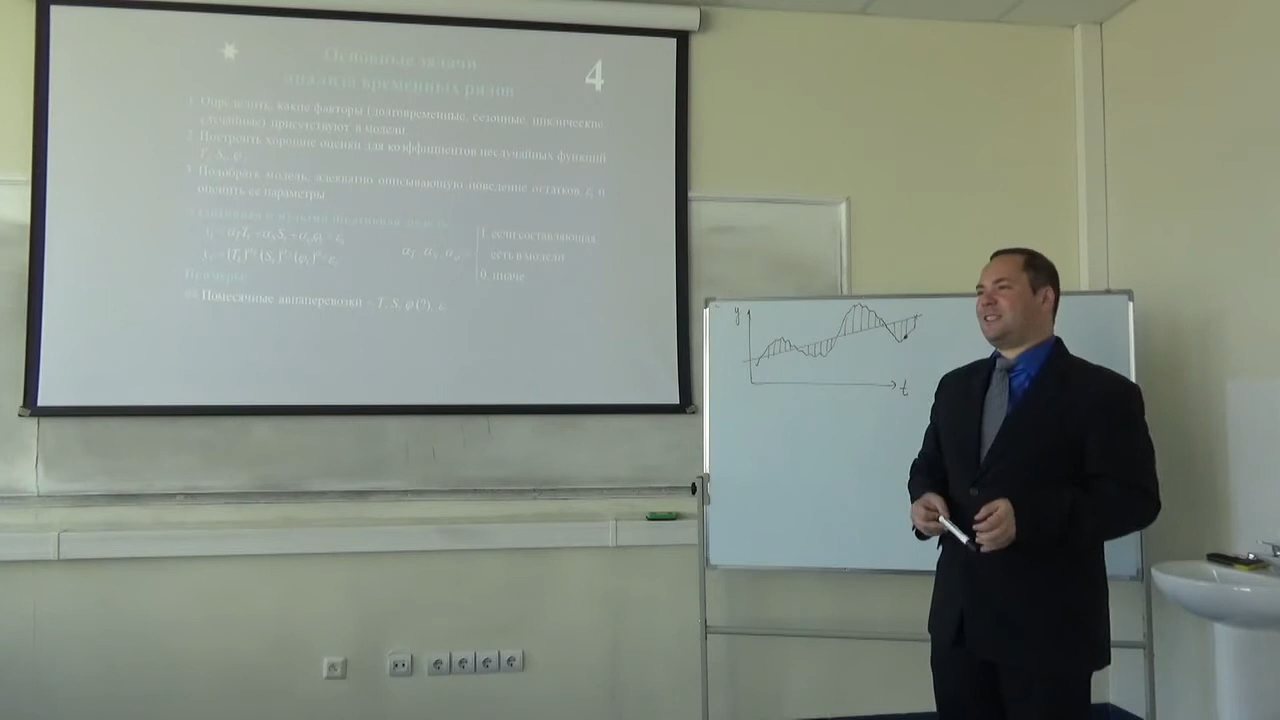 4
Основные задачи
анализа временных рядов
1 Определить, какие факторы (долговременные, сезонные, циклические,
случайные) присутствуют в модели
2 Построить хорошие оценки для коэффициентов неслучайных функций
T, S, φ
3 Подобрать модель, адекватно описывающую поведение остатков εₜ и
оценить ее параметры
1 если составляющая
есть в модели
0 иначе
Примеры
Помесячные авиаперевозки – T, S, φ (?), ε
y
t